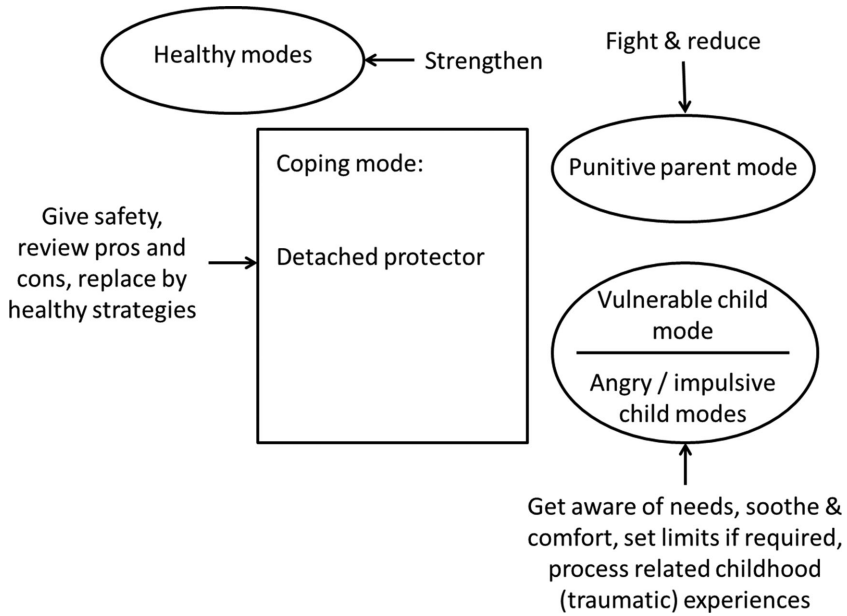 Healthy modes
Strengthen
Fight & reduce
Punitive parent mode
Coping mode:
Detached protector
Give safety,
review pros and
cons, replace by
healthy strategies
Vulnerable child
mode
Angry / impulsive
child modes
Get aware of needs, soothe &
comfort, set limits if required,
process related childhood
(traumatic) experiences